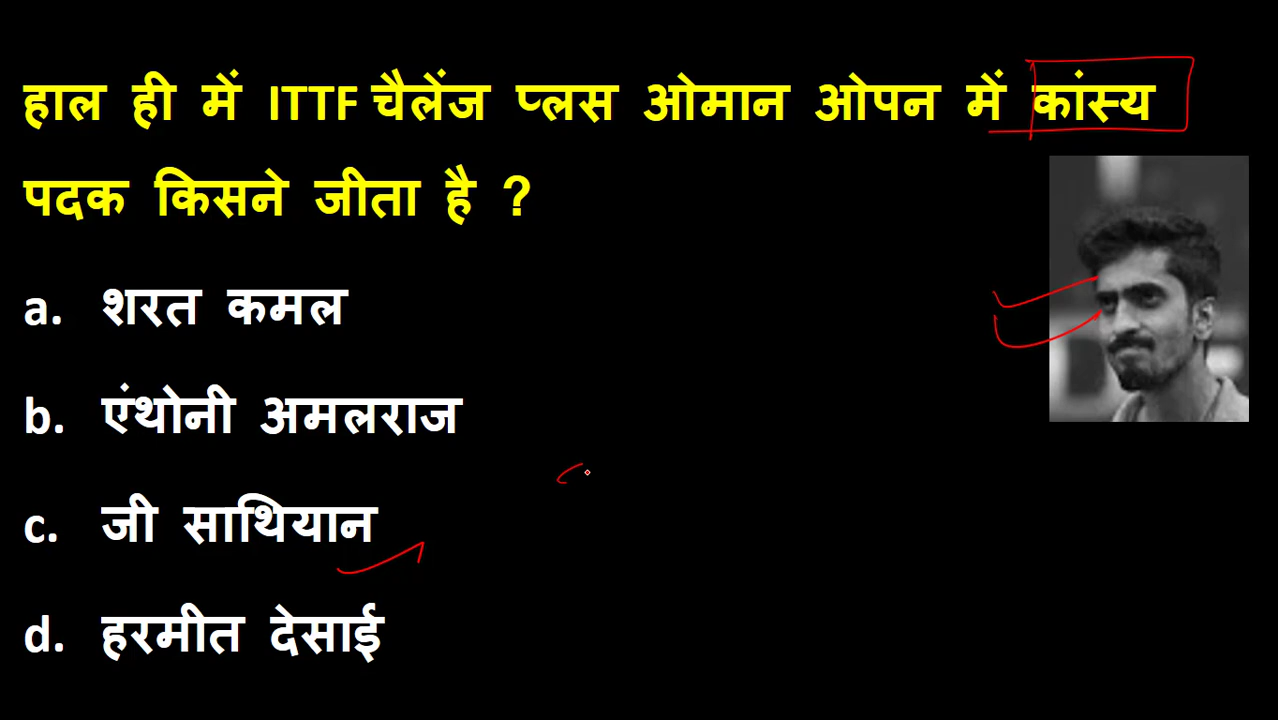 हाल ही में ITTF चैलेंज प्लस ओमान ओपन में कांस्य
पदक किसने जीता है ?
a. शरत कमल
b. एंथोनी अमलराज
c. जी साथियान
d. हरमीत देसाई